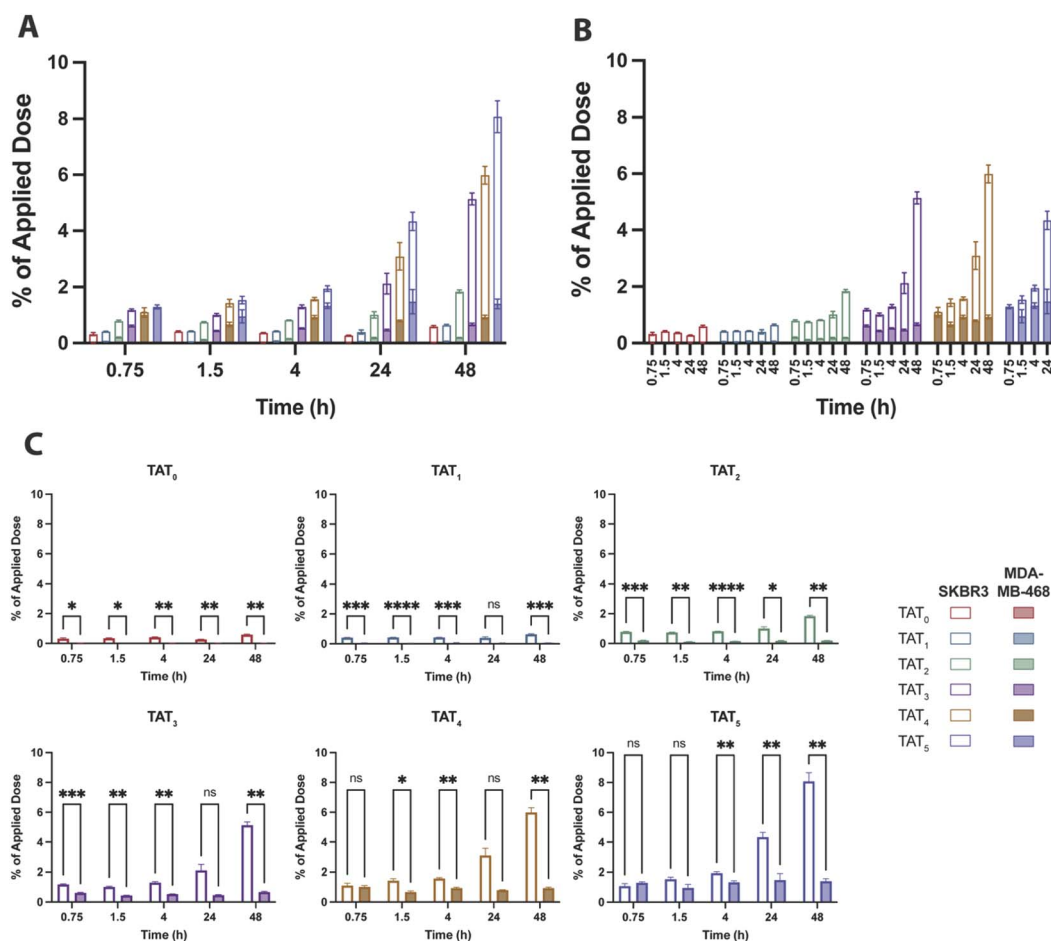 A
% of Applied Dose
10
8
6
4
2
0
0.75 1.5 4 24 48
Time (h)
B
% of Applied Dose
10
8
6
4
2
0
0.75 1.5 4 24 48 0.75 1.5 4 24 48 0.75 1.5 4 24 48 0.75 1.5 4 24 48 0.75 1.5 4 24 48 0.75 1.5 4 24
Time (h)
C
TAT0
% of Applied Dose
10
8
6
4
2
0
* * ** ** **
0.75 1.5 4 24 48
Time (h)
TAT1
% of Applied Dose
10
8
6
4
2
0
*** **** *** ns ***
0.75 1.5 4 24 48
Time (h)
TAT2
% of Applied Dose
10
8
6
4
2
0
*** ** **** * **
0.75 1.5 4 24 48
Time (h)
TAT3
% of Applied Dose
10
8
6
4
2
0
*** ** ** ns **
0.75 1.5 4 24 48
Time (h)
TAT4
% of Applied Dose
10
8
6
4
2
0
ns * ** ns **
0.75 1.5 4 24 48
Time (h)
TAT5
% of Applied Dose
10
8
6
4
2
0
ns ns ** ** **
0.75 1.5 4 24 48
Time (h)
SKBR3
MDA-
MB-468
TAT0
TAT1
TAT2
TAT3
TAT4
TAT5